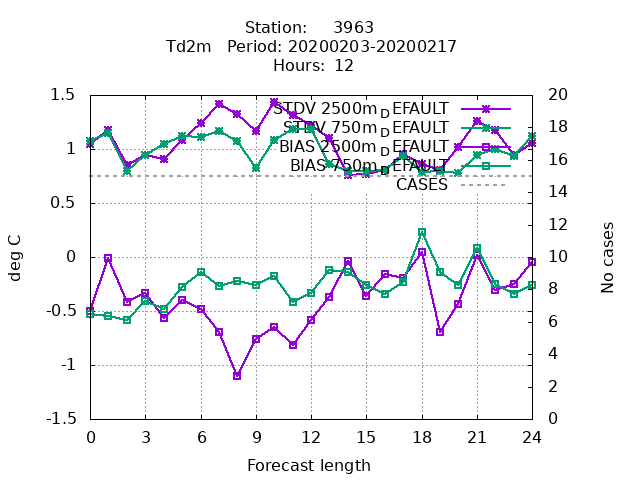 Station: 3963
Td2m Period: 20200203-20200217
Hours: 12
STDV 2500m_DEFAULT
STDV 750m_DEFAULT
BIAS 2500m_DEFAULT
BIAS 750m_DEFAULT
CASES
1.5
1
0.5
0
-0.5
-1
-1.5
deg C
20
18
16
14
12
10
8
6
4
2
0
No cases
0 3 6 9 12 15 18 21 24
Forecast length